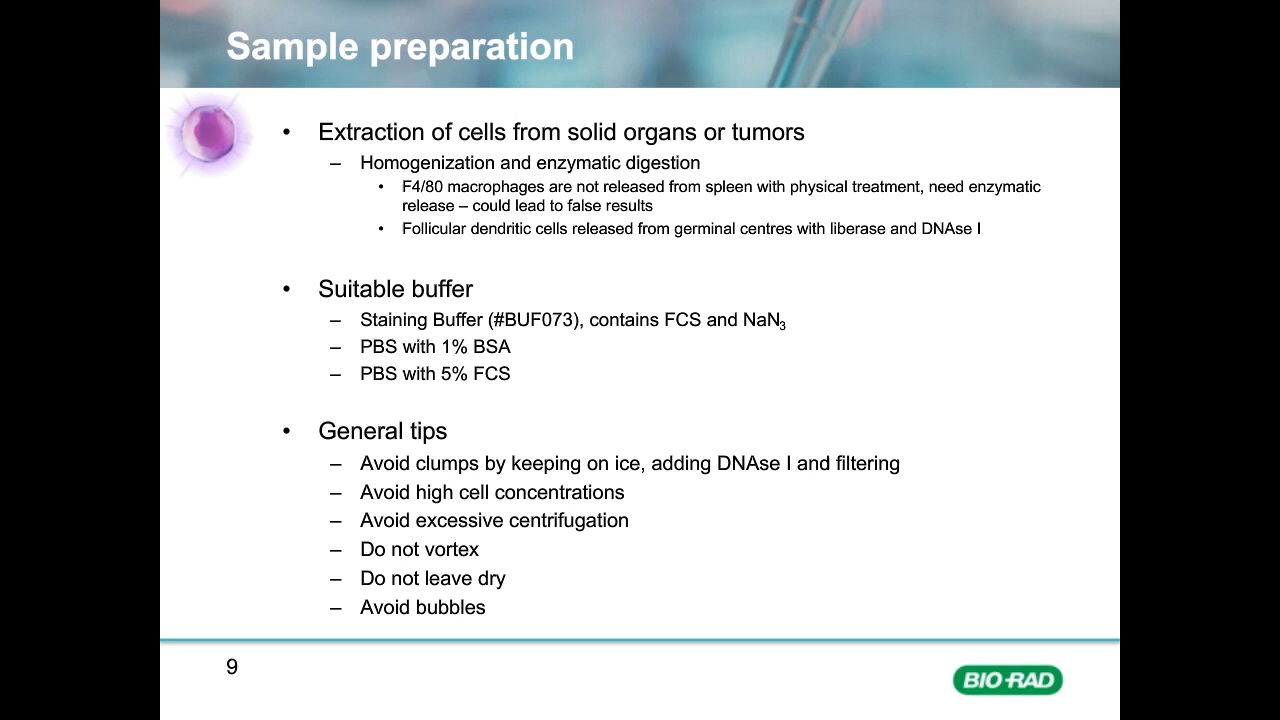 Sample preparation
• Extraction of cells from solid organs or tumors
– Homogenization and enzymatic digestion
• F4/80 macrophages are not released from spleen with physical treatment, need enzymatic
release – could lead to false results
• Follicular dendritic cells released from germinal centres with liberase and DNAse I
• Suitable buffer
– Staining Buffer (#BUF073), contains FCS and NaN₃
– PBS with 1% BSA
– PBS with 5% FCS
• General tips
– Avoid clumps by keeping on ice, adding DNAse I and filtering
– Avoid high cell concentrations
– Avoid excessive centrifugation
– Do not vortex
– Do not leave dry
– Avoid bubbles
9
BIO-RAD